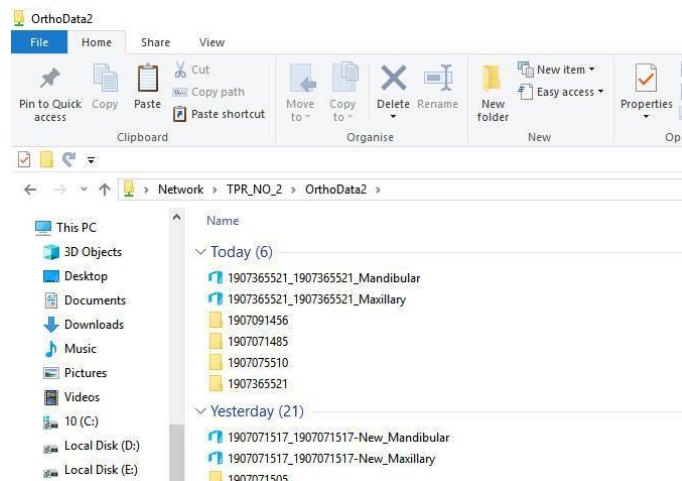 OrthoData2
File Home Share View
Pin to Quick access
Copy
Paste
Cut
Copy path
Paste shortcut
Clipboard
Move to
Copy to
Delete
Rename
Organise
New folder
New item
Easy access
New
Properties
Op
Network > TPR_NO_2 > OrthoData2 >
This PC
3D Objects
Desktop
Documents
Downloads
Music
Pictures
Videos
10 (C:)
Local Disk (D:)
Local Disk (E:)
Name
Today (6)
1907365521_1907365521_Mandibular
1907365521_1907365521_Maxillary
1907091456
1907071485
1907075510
1907365521
Yesterday (21)
1907071517_1907071517-New_Mandibular
1907071517_1907071517-New_Maxillary
1907071505